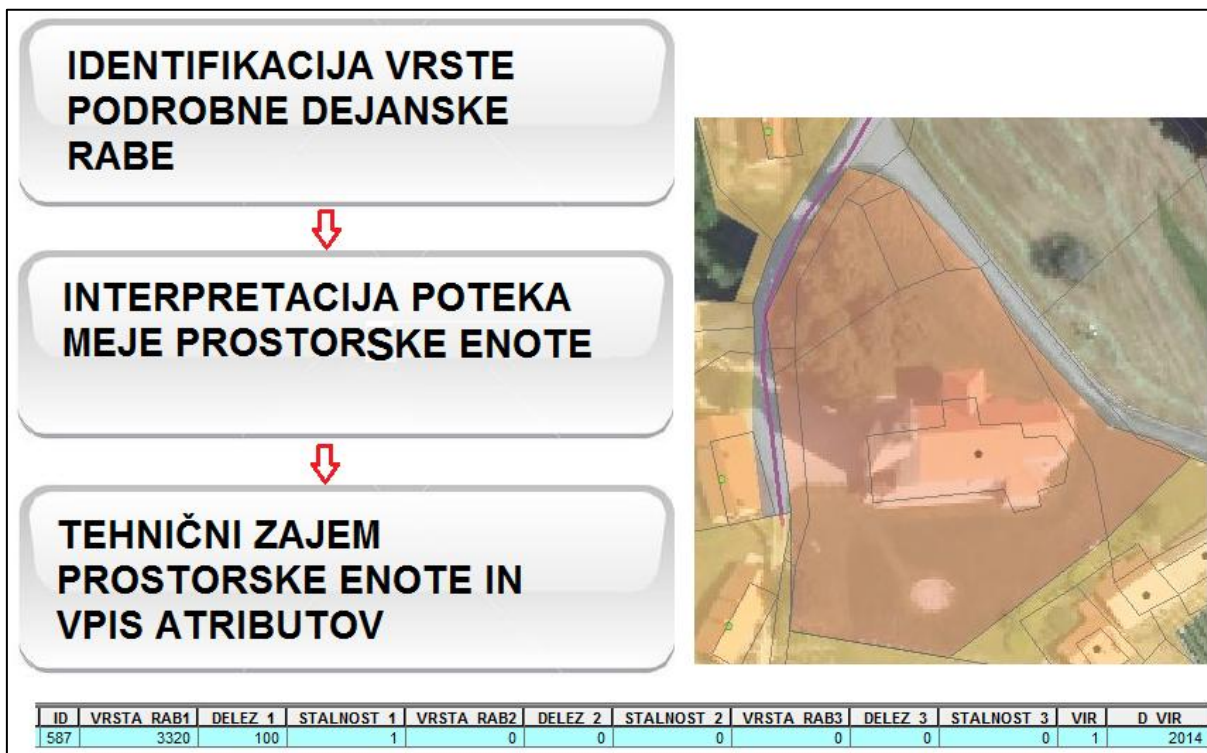 IDENTIFIKACIJA VRSTE
PODROBNE DEJANSKE
RABE
INTERPRETACIJA POTEKA
MEJE PROSTORSKE ENOTE
TEHNIČNI ZAJEM
PROSTORSKE ENOTE IN
VPIS ATRIBUTOV
ID VRSTA RAB1 DELEZ 1 STALNOST 1 VRSTA RAB2 DELEZ 2 STALNOST 2 VRSTA RAB3 DELEZ 3 STALNOST 3 VIR D VIR
587 3320 100 1 0 0 0 0 0 0 1 2014